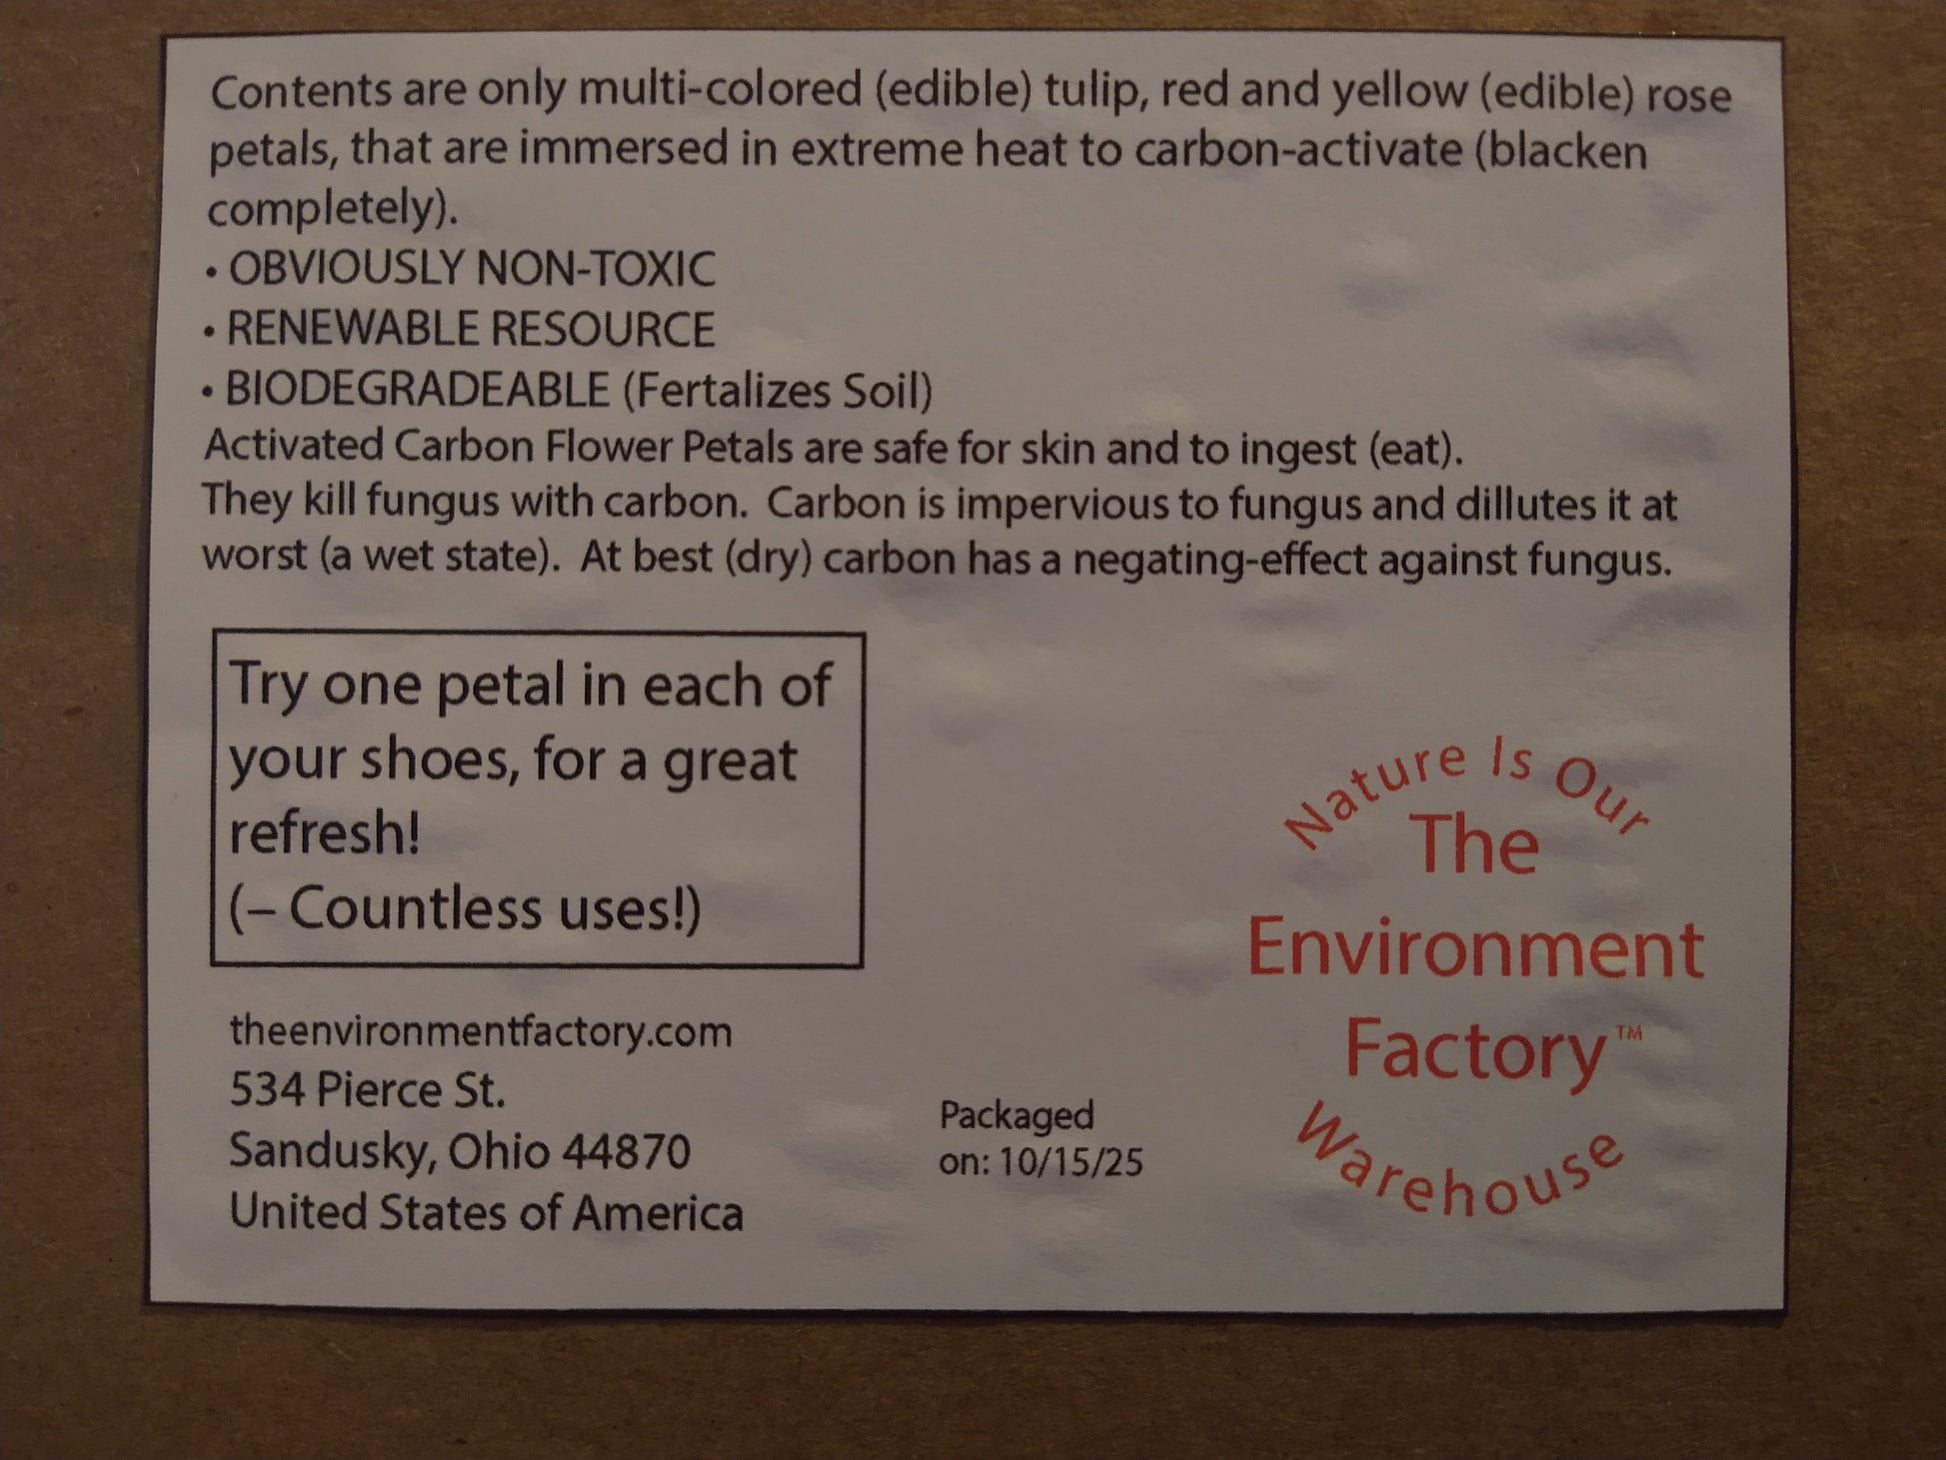 Contents are only multi-colored (edible) tulip, red and yellow (edible) rose
petals, that are immersed in extreme heat to carbon-activate (blacken
completely).
• OBVIOUSLY NON-TOXIC
• RENEWABLE RESOURCE
• BIODEGRADEABLE (Fertalizes Soil)
Activated Carbon Flower Petals are safe for skin and to ingest (eat).
They kill fungus with carbon.  Carbon is impervious to fungus and dillutes it at
worst (a wet state).  At best (dry) carbon has a negating-effect against fungus.
Try one petal in each of
your shoes, for a great
refresh!
(– Countless uses!)
theenvironmentfactory.com
534 Pierce St.
Sandusky, Ohio 44870
United States of America
Packaged
on: 10/15/25
Nature Is Our
The
Environment
Factory™
Warehouse